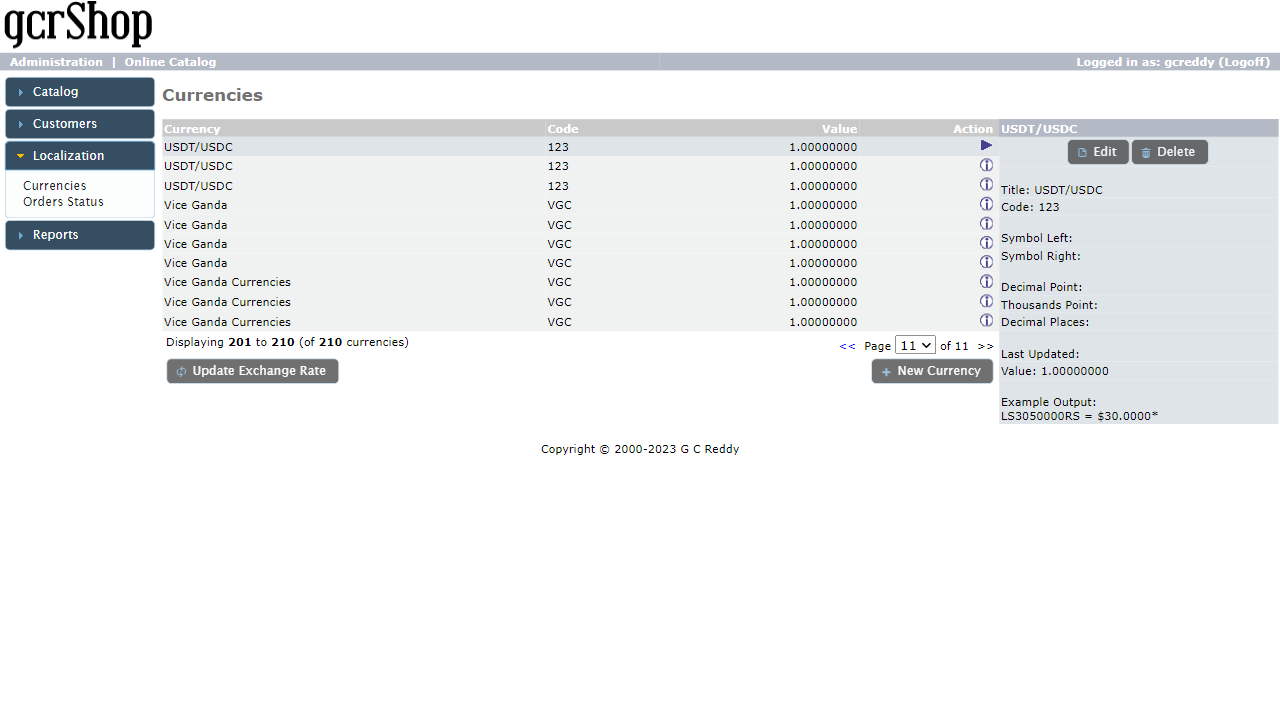 gcrShop
Administration | Online Catalog
Logged in as: gcreddy (Logoff)
Catalog
Customers
Localization
Currencies
Orders Status
Reports
Currencies
Currency Code Value Action
USDT/USDC 123 1.00000000
USDT/USDC 123 1.00000000
USDT/USDC 123 1.00000000
Vice Ganda VGC 1.00000000
Vice Ganda VGC 1.00000000
Vice Ganda VGC 1.00000000
Vice Ganda VGC 1.00000000
Vice Ganda Currencies VGC 1.00000000
Vice Ganda Currencies VGC 1.00000000
Vice Ganda Currencies VGC 1.00000000
Displaying 201 to 210 (of 210 currencies)
<< Page 11 of 11 >>
Update Exchange Rate
New Currency
USDT/USDC
Edit Delete
Title: USDT/USDC
Code: 123
Symbol Left:
Symbol Right:
Decimal Point:
Thousands Point:
Decimal Places:
Last Updated:
Value: 1.00000000
Example Output:
LS3050000RS = $30.0000*
Copyright © 2000-2023 G C Reddy